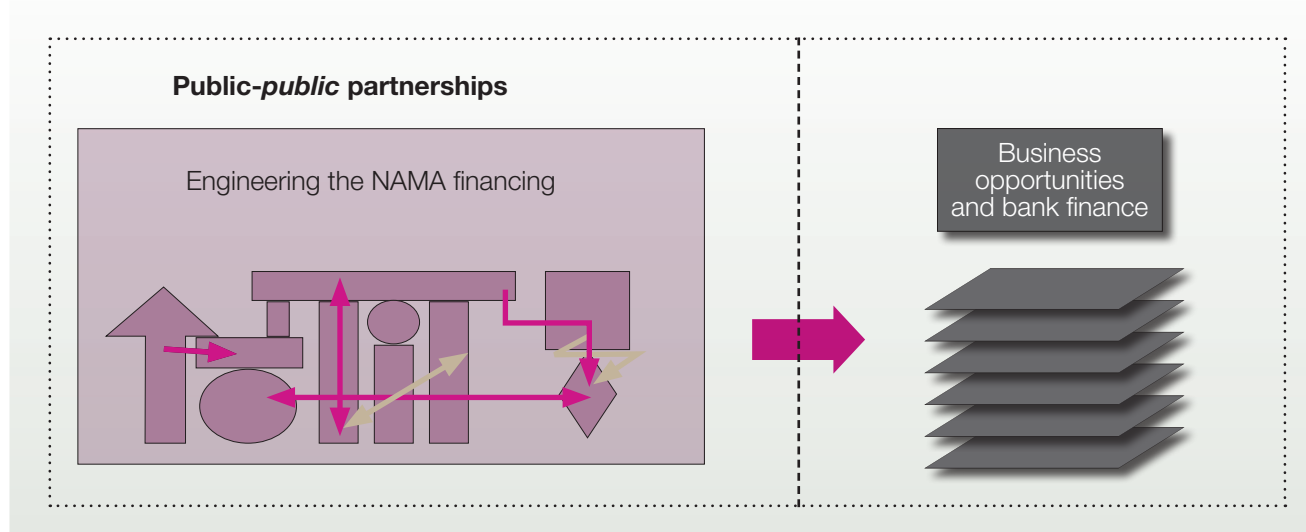 Public-public partnerships
Engineering the NAMA financing
Business
opportunities
and bank finance